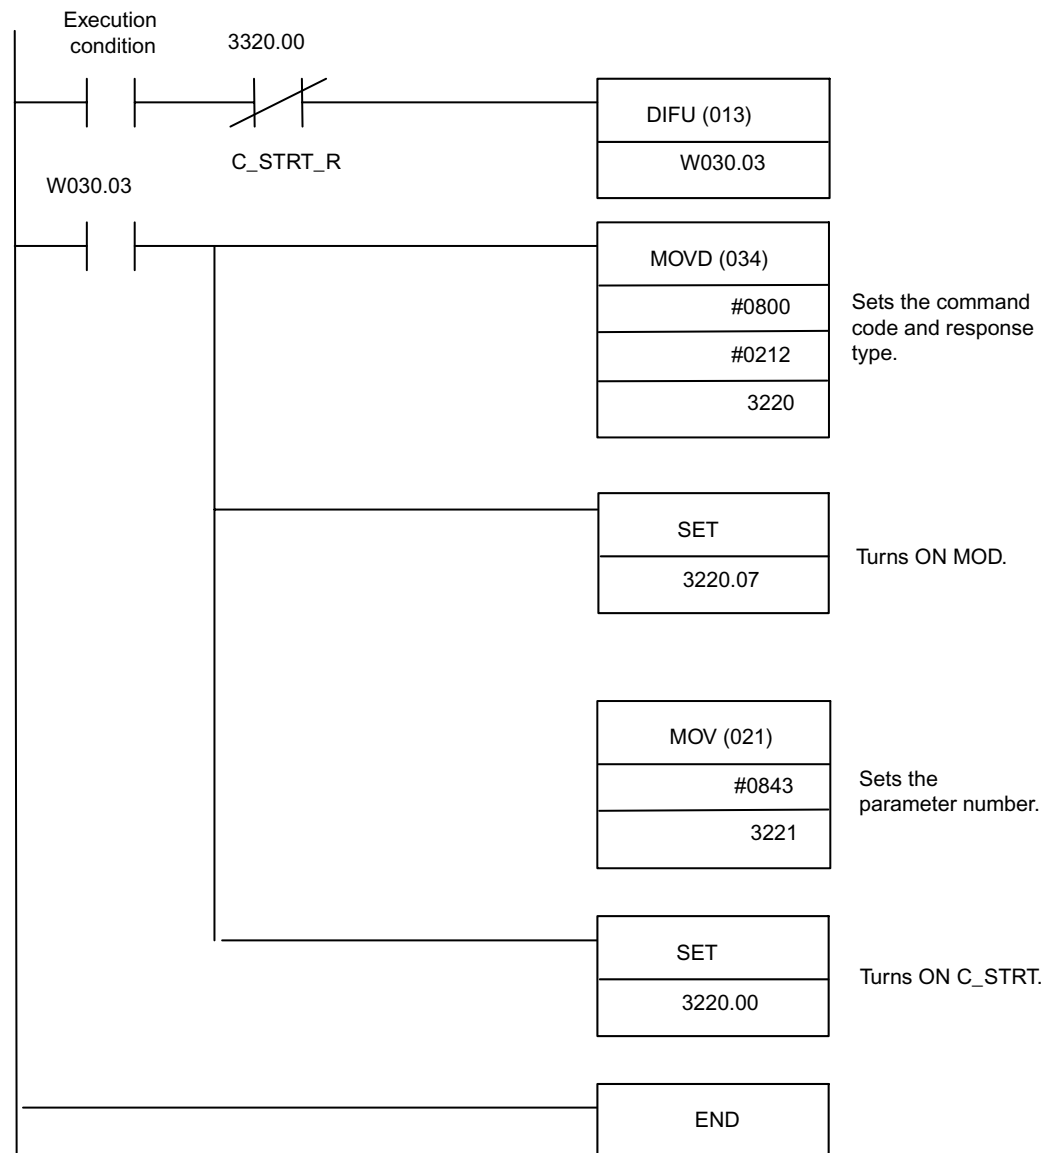 Execution
condition
3320.00
DIFU (013)
W030.03
C_STRT_R
W030.03
MOVD (034)
#0800
#0212
3220
Sets the command
code and response
type.
SET
3220.07
Turns ON MOD.
MOV (021)
#0843
3221
Sets the
parameter number.
SET
3220.00
Turns ON C_STRT.
END